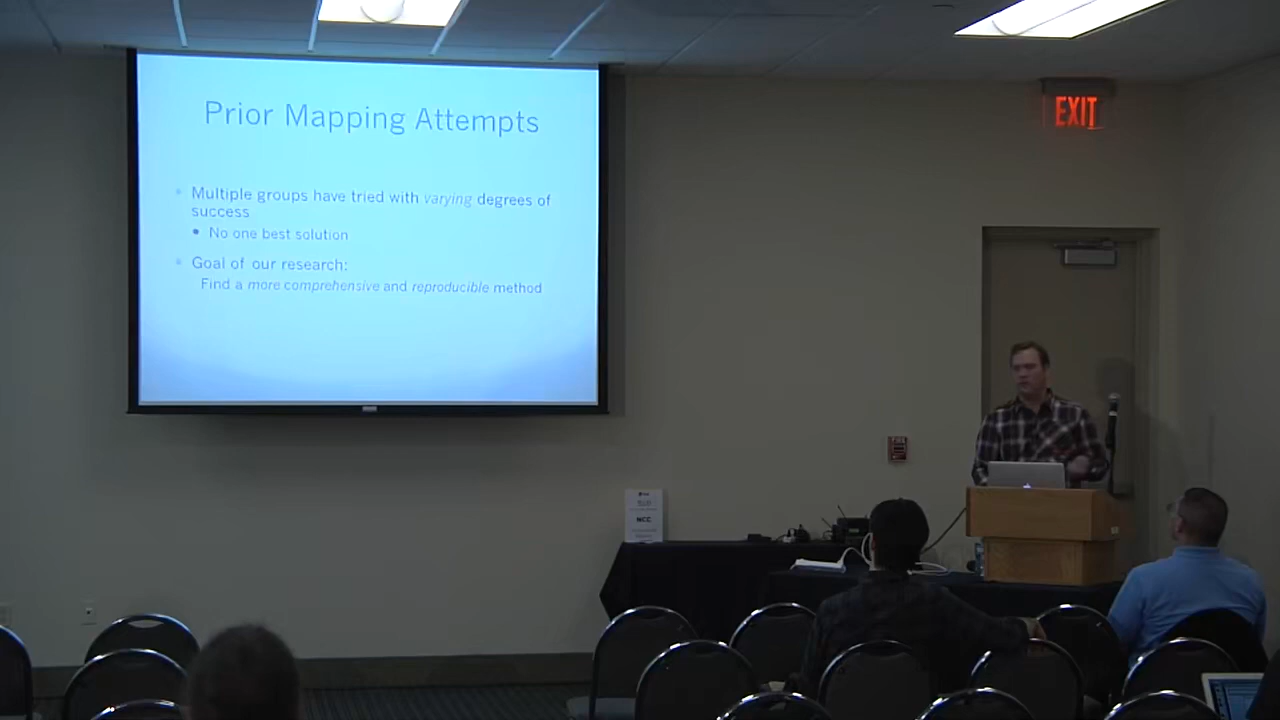 Prior Mapping Attempts
Multiple groups have tried with varying degrees of
success
No one best solution
Goal of our research:
Find a more comprehensive and reproducible method
EXIT
NCC